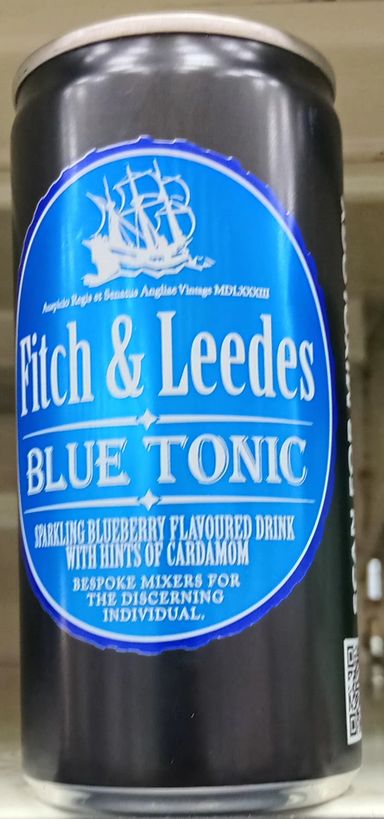 Auspicio Regis et Senatus Angliae Vintage MDLXXXIII
Fitch & Leedes
BLUE TONIC
SPARKLING BLUEBERRY FLAVOURED DRINK
WITH HINTS OF CARDAMOM
BESPOKE MIXERS FOR
THE DISCERNING
INDIVIDUAL.